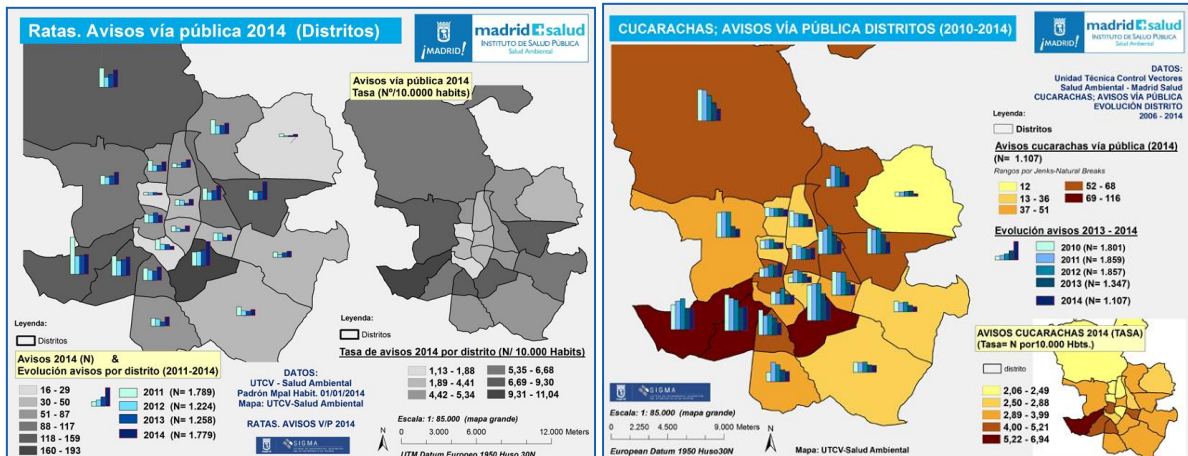 Ratas. Avisos vía pública 2014 (Distritos)
¡MADRID!
madrid+salud
INSTITUTO DE SALUD PÚBLICA
Salud Ambiental
Avisos vía pública 2014
Tasa (Nº/10.0000 habits)
Leyenda:
Distritos
Avisos 2014 (N) &
Evolución avisos por distrito (2011-2014)
16 - 29
30 - 50
51 - 87
88 - 117
118 - 159
160 - 193
2011 (N= 1.789)
2012 (N= 1.224)
2013 (N= 1.258)
2014 (N= 1.779)
DATOS:
UTCV - Salud Ambiental
Padrón Mpal Habit. 01/01/2014
Mapa: UTCV-Salud Ambiental
RATAS. AVISOS V/P 2014
SIGMA
Leyenda:
Distritos
Tasa de avisos 2014 por distrito (N/ 10.000 Habits)
1,13 - 1,88
1,89 - 4,41
4,42 - 5,34
5,35 - 6,68
6,69 - 9,30
9,31 - 11,04
Escala: 1: 85.000 (mapa grande)
0 3.000 6.000 12.000 Meters
N
UTM Datum Europeo 1950 Huso 30N
CUCARACHAS; AVISOS VÍA PÚBLICA DISTRITOS (2010-2014)
¡MADRID!
madrid+salud
INSTITUTO DE SALUD PÚBLICA
Salud Ambiental
DATOS:
Unidad Técnica Control Vectores
Salud Ambiental - Madrid Salud
CUCARACHAS; AVISOS VÍA PÚBLICA
EVOLUCIÓN DISTRITO
2006 - 2014
Leyenda:
Distritos
Avisos cucarachas vía pública (2014)
(N= 1.107)
Rangos por Jenks-Natural Breaks
12
13 - 36
37 - 51
52 - 68
69 - 116
Evolución avisos 2013 - 2014
2010 (N= 1.801)
2011 (N= 1.859)
2012 (N= 1.857)
2013 (N= 1.347)
2014 (N= 1.107)
AVISOS CUCARACHAS 2014 (TASA)
(Tasa= N por10.000 Hbts.)
distrito
2,06 - 2,49
2,50 - 2,88
2,89 - 3,99
4,00 - 5,21
5,22 - 6,94
SIGMA
Escala: 1: 85.000 (mapa grande)
0 2.250 4.500 9.000 Meters
N
European Datum 1950 Huso30N
Mapa: UTCV-Salud Ambiental